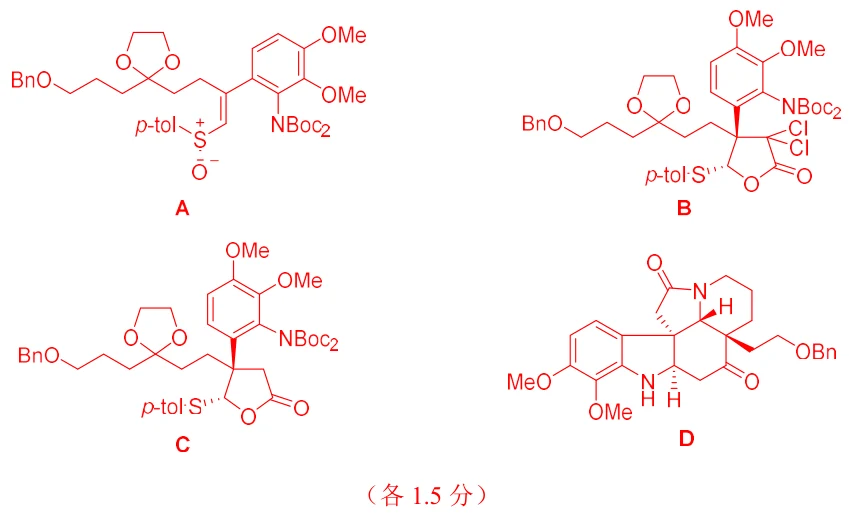 OMe
O O OMe
BnO
p-tol + NBoc2
S
O −
A
OMe
OMe
O O NBoc2
BnO Cl
Cl
p-tol S O O
B
OMe
OMe
O O NBoc2
BnO
p-tol S O O
C
O
N
H
OBn
MeO N O
H H
OMe
D
(各 1.5 分)